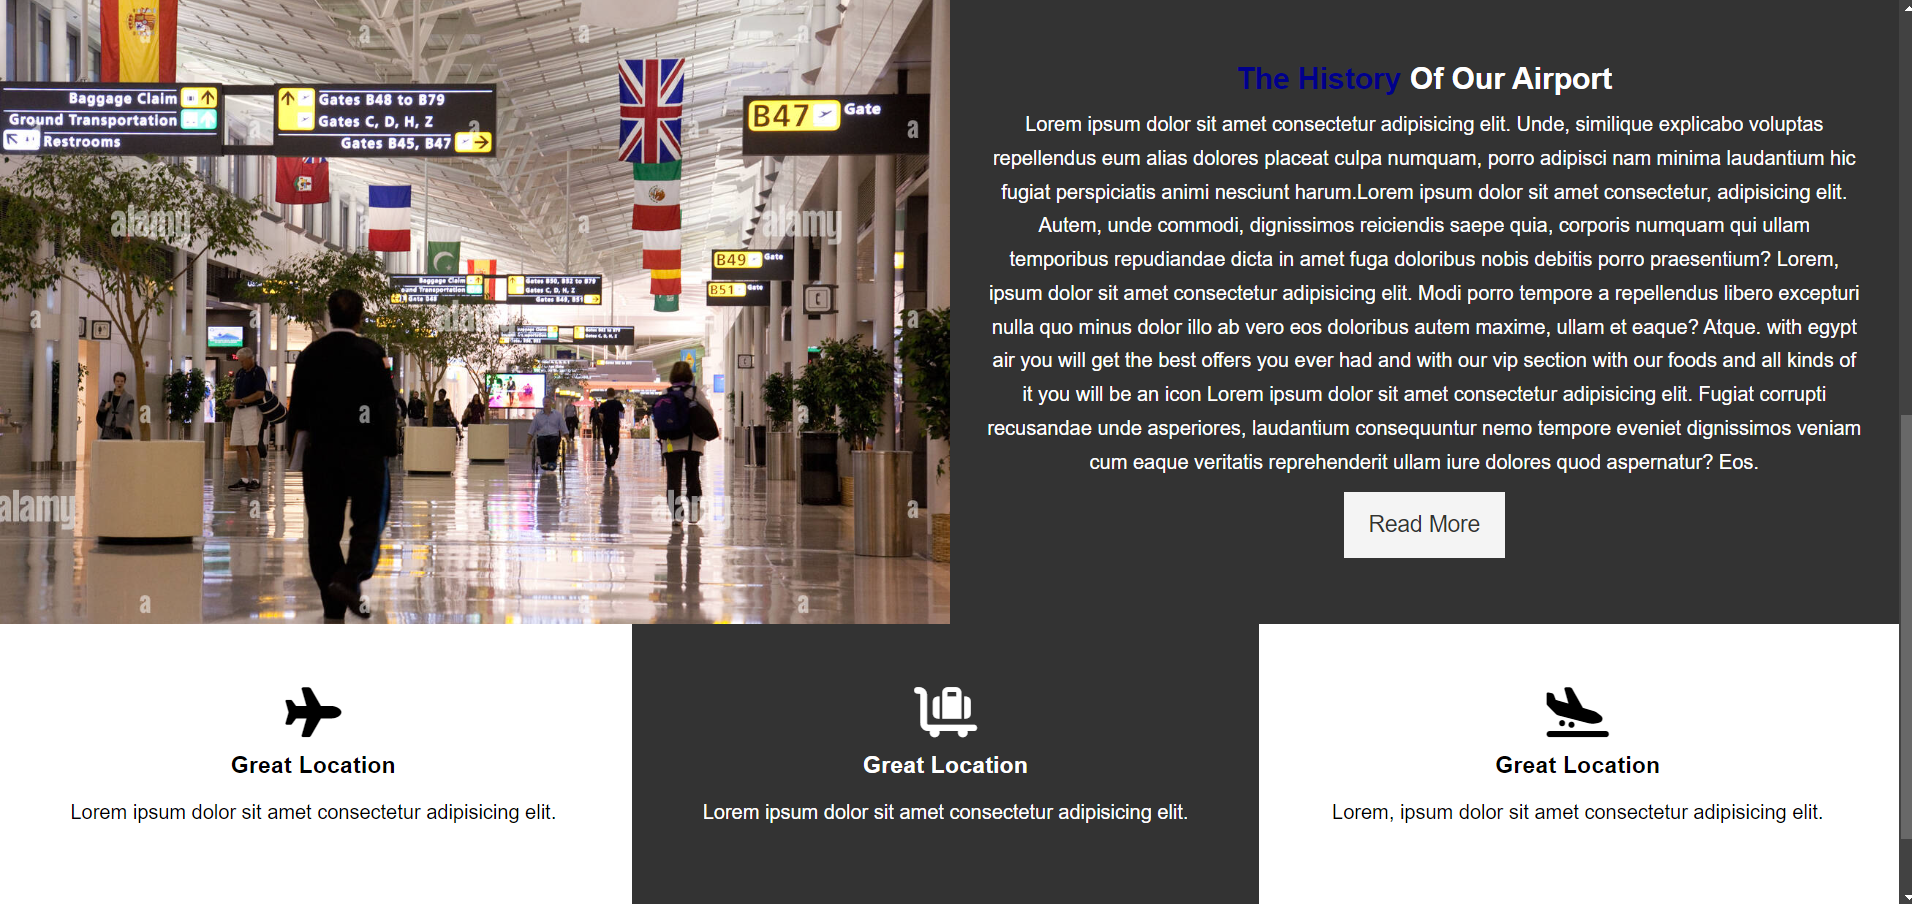 Baggage Claim
Ground Transportation
Restrooms
Gates B48 to B79
Gates C, D, H, Z
Gates B45, B47
B47 Gate
B49 Gate
B51 Gate
Baggage Claim
Ground Transportation
Gates C, D, H, Z
alamy
alamy
alamy
alamy
alamy
The History Of Our Airport
Lorem ipsum dolor sit amet consectetur adipisicing elit. Unde, similique explicabo voluptas
repellendus eum alias dolores placeat culpa numquam, porro adipisci nam minima laudantium hic
fugiat perspiciatis animi nesciunt harum.Lorem ipsum dolor sit amet consectetur, adipisicing elit.
Autem, unde commodi, dignissimos reiciendis saepe quia, corporis numquam qui ullam
temporibus repudiandae dicta in amet fuga doloribus nobis debitis porro praesentium? Lorem,
ipsum dolor sit amet consectetur adipisicing elit. Modi porro tempore a repellendus libero excepturi
nulla quo minus dolor illo ab vero eos doloribus autem maxime, ullam et eaque? Atque. with egypt
air you will get the best offers you ever had and with our vip section with our foods and all kinds of
it you will be an icon Lorem ipsum dolor sit amet consectetur adipisicing elit. Fugiat corrupti
recusandae unde asperiores, laudantium consequuntur nemo tempore eveniet dignissimos veniam
cum eaque veritatis reprehenderit ullam iure dolores quod aspernatur? Eos.
Read More
Great Location
Lorem ipsum dolor sit amet consectetur adipisicing elit.
Great Location
Lorem ipsum dolor sit amet consectetur adipisicing elit.
Great Location
Lorem, ipsum dolor sit amet consectetur adipisicing elit.